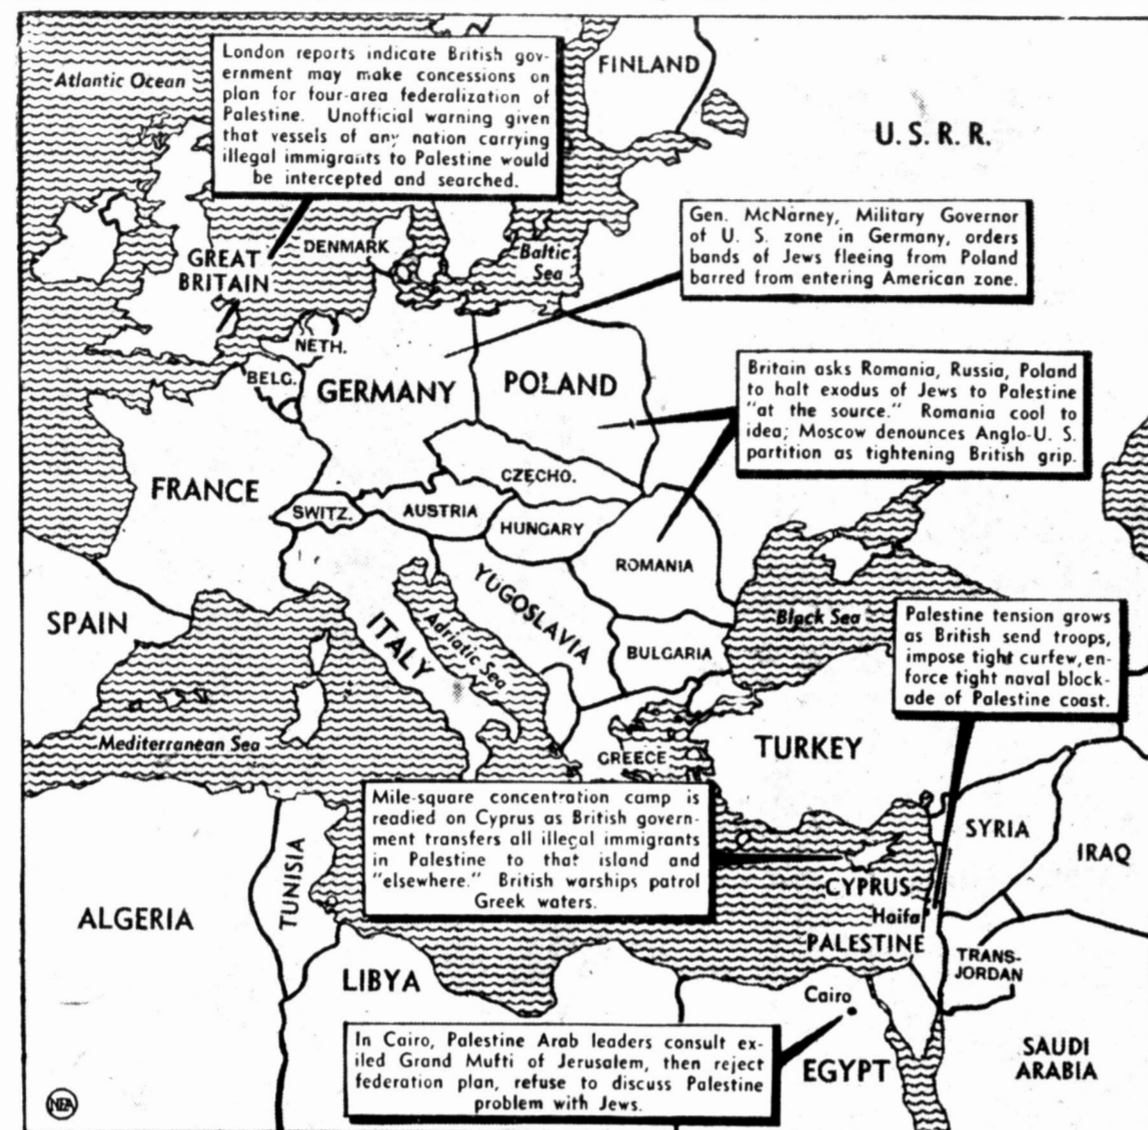 London reports indicate British gov-
ernment may make concessions on
plan for four-area federalization of
Palestine. Unofficial warning given
that vessels of any nation carrying
illegal immigrants to Palestine would
be intercepted and searched.
Atlantic Ocean
FINLAND
U. S. R. R.
Gen. McNarney, Military Governor
of U. S. zone in Germany, orders
bands of Jews fleeing from Poland
barred from entering American zone.
GREAT
BRITAIN
DENMARK
Baltic
Sea
NETH.
BELG.
GERMANY
POLAND
Britain asks Romania, Russia, Poland
to halt exodus of Jews to Palestine
"at the source." Romania cool to
idea; Moscow denounces Anglo-U. S.
partition as tightening British grip.
FRANCE
CZECHO.
SWITZ.
AUSTRIA
HUNGARY
ROMANIA
SPAIN
ITALY
Adriatic Sea
YUGOSLAVIA
BULGARIA
Black Sea
Palestine tension grows
as British send troops,
impose tight curfew, en-
force tight naval block-
ade of Palestine coast.
Mediterranean Sea
GREECE
TURKEY
Mile-square concentration camp is
readied on Cyprus as British govern-
ment transfers all illegal immigrants
in Palestine to that island and
"elsewhere." British warships patrol
Greek waters.
SYRIA
IRAQ
CYPRUS
Haifa
PALESTINE
TRANS-
JORDAN
ALGERIA
TUNISIA
LIBYA
Cairo
In Cairo, Palestine Arab leaders consult ex-
iled Grand Mufti of Jerusalem, then reject
federation plan, refuse to discuss Palestine
problem with Jews.
EGYPT
SAUDI
ARABIA
NEA